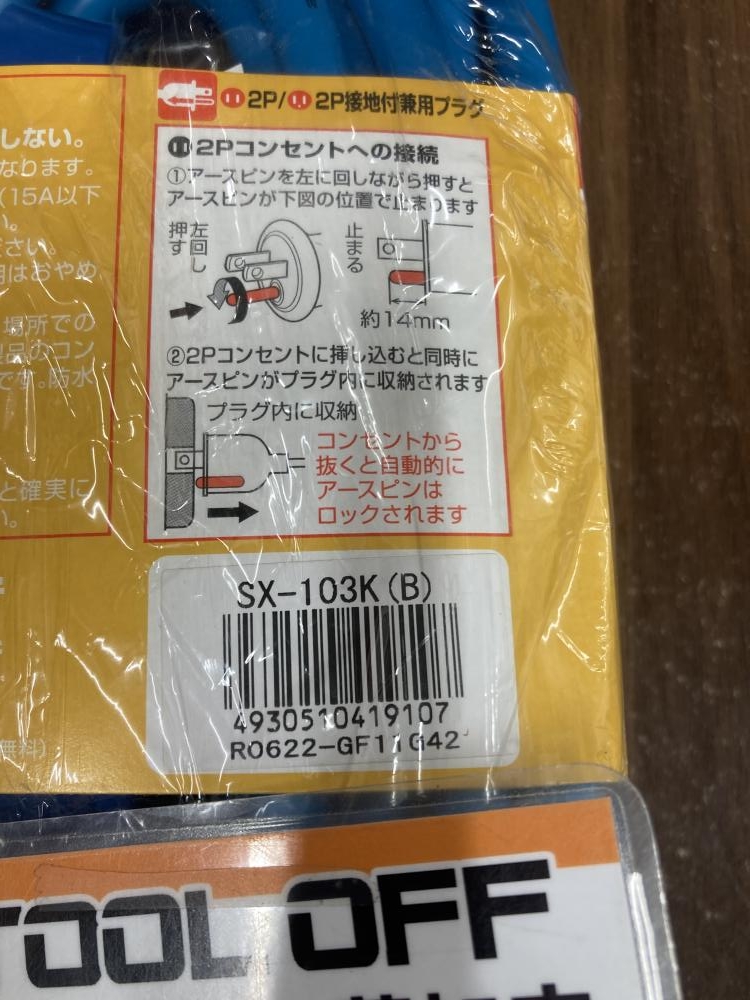 2P/ 2P接地付兼用プラグ
しない。
なります。
(15A以下
い。
ださい。
用はおやめ
場所での
製品のコン
です。防水
と確実に
い。
2Pコンセントへの接続
①アースピンを左に回しながら押すと
アースピンが下図の位置で止まります
左回し
押す
止まる
約14mm
②2Pコンセントに挿し込むと同時に
アースピンがプラグ内に収納されます
プラグ内に収納
コンセントから
抜くと自動的に
アースピンは
ロックされます
SX-103K(B)
4930510419107
R0622-GF11G42
無料)
TOOL OFF